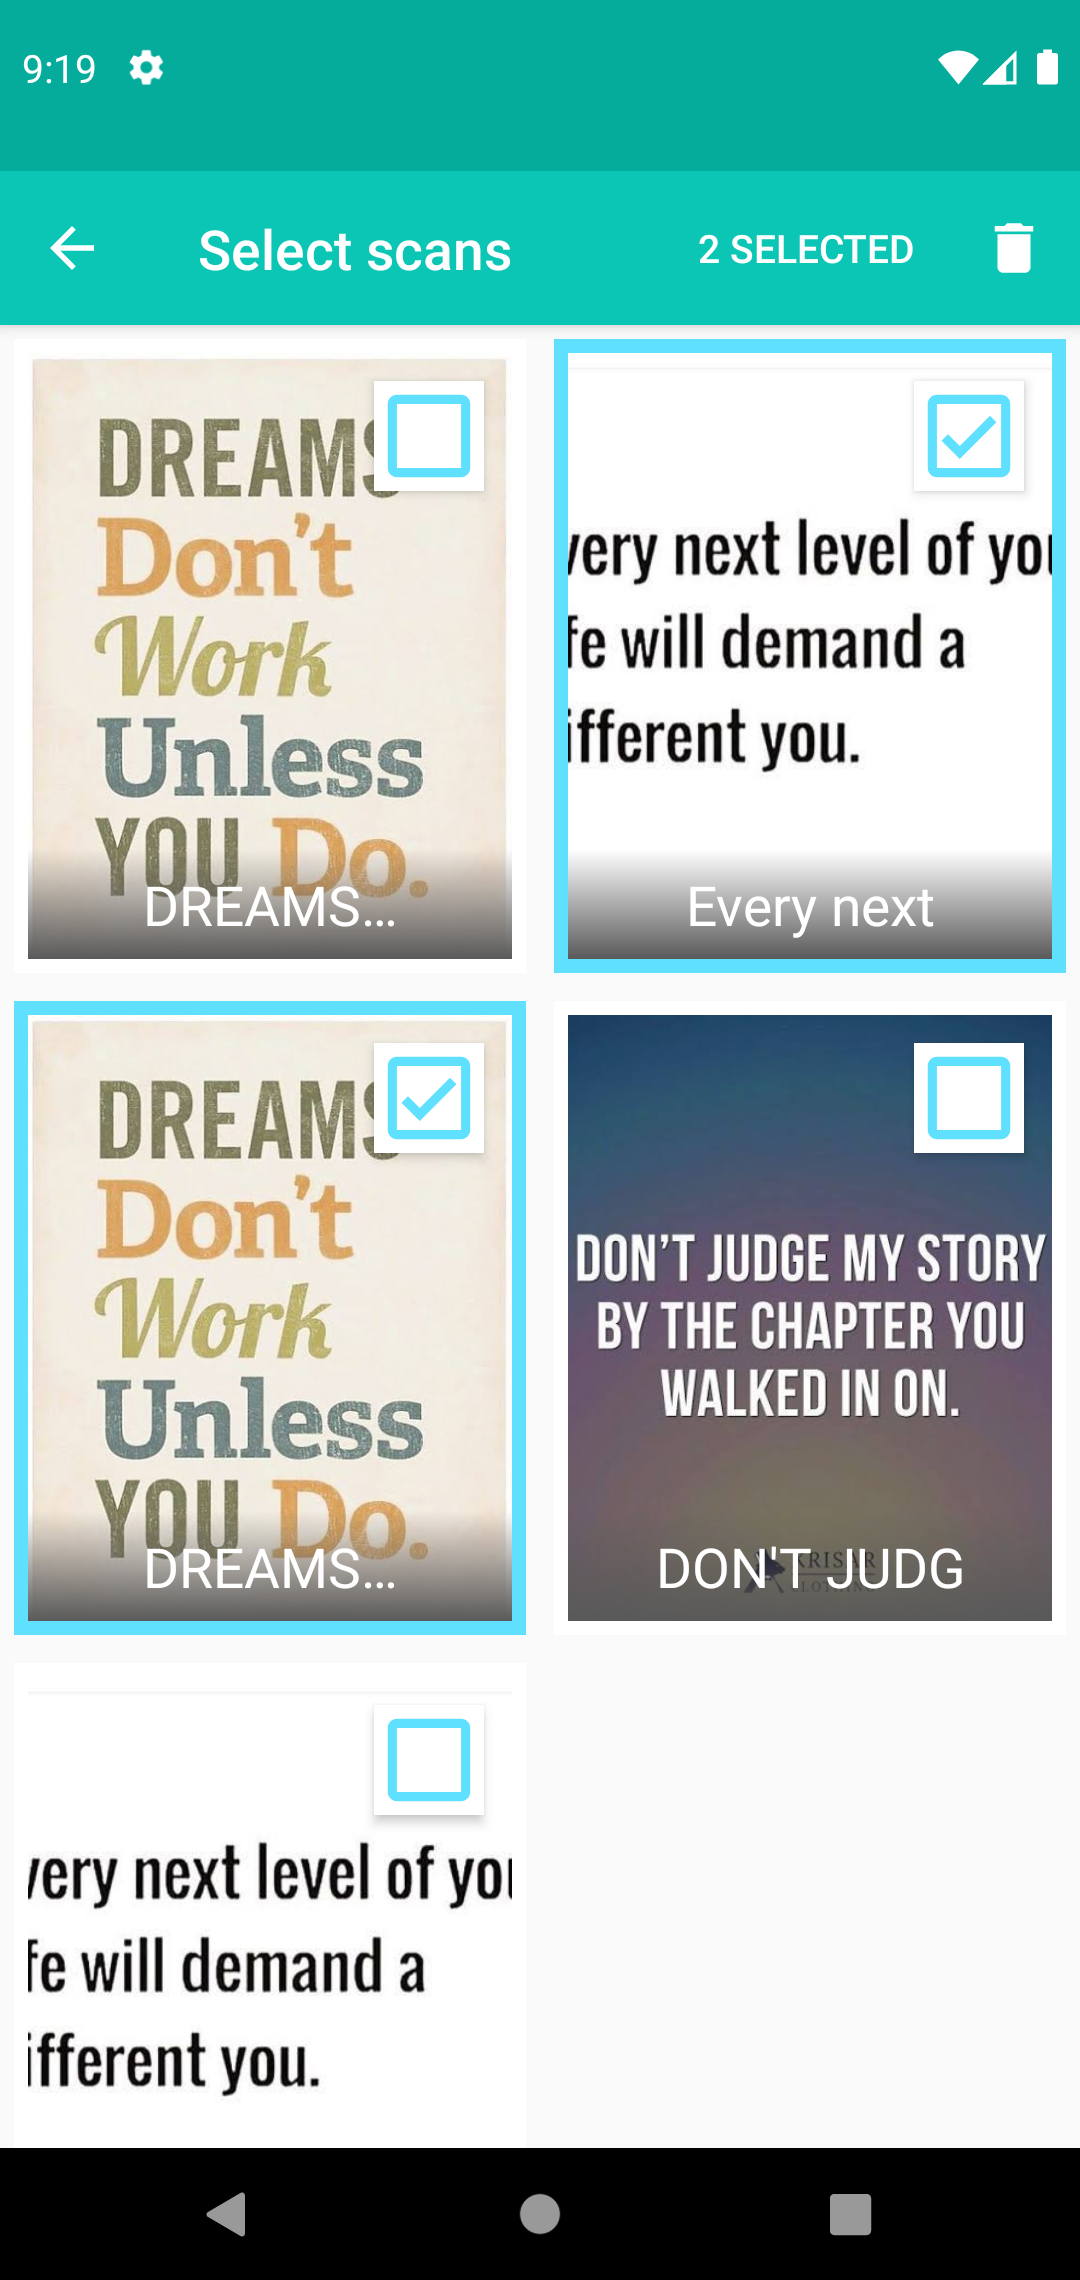 9:19
Select scans
2 SELECTED
DREAMS
Don't
Work
Unless
YOU Do.
DREAMS...
very next level of you
fe will demand a
ifferent you.
Every next
DREAMS
Don't
Work
Unless
YOU Do.
DREAMS...
DON'T JUDGE MY STORY
BY THE CHAPTER YOU
WALKED IN ON.
KRISAR
CLOTHING
DON'T JUDG
very next level of you
fe will demand a
ifferent you.